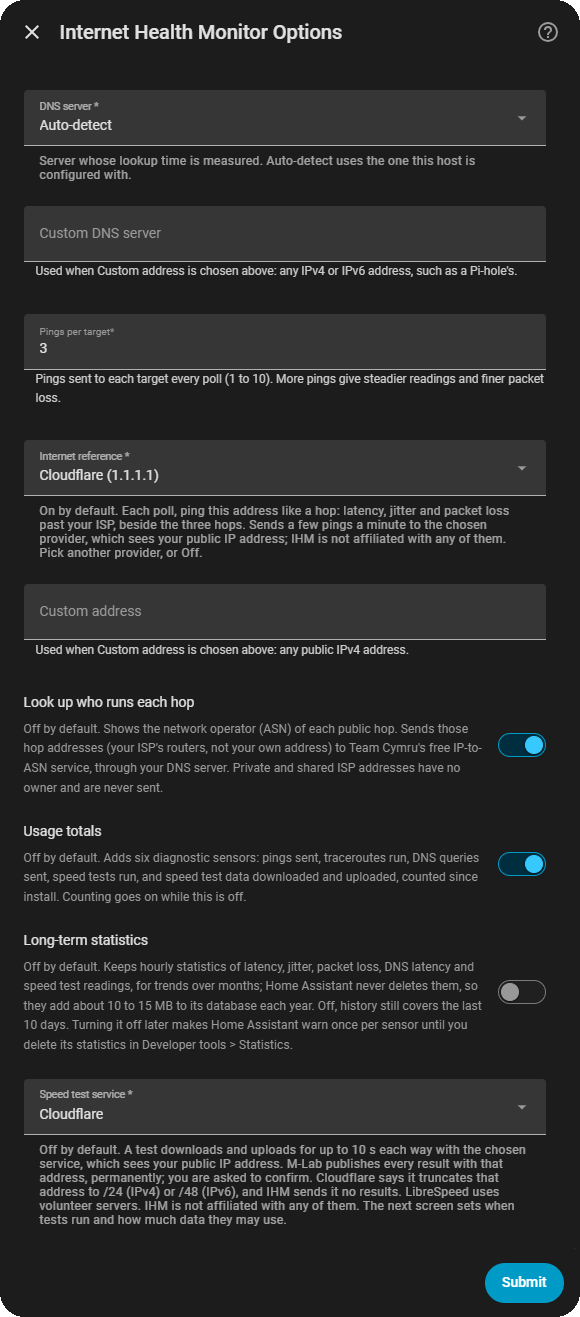 Internet Health Monitor Options
DNS server *
Auto-detect
Server whose lookup time is measured. Auto-detect uses the one this host is
configured with.
Custom DNS server
Used when Custom address is chosen above: any IPv4 or IPv6 address, such as a Pi-hole's.
Pings per target*
3
Pings sent to each target every poll (1 to 10). More pings give steadier readings and finer packet
loss.
Internet reference *
Cloudflare (1.1.1.1)
On by default. Each poll, ping this address like a hop: latency, jitter and packet loss
past your ISP, beside the three hops. Sends a few pings a minute to the chosen
provider, which sees your public IP address; IHM is not affiliated with any of them.
Pick another provider, or Off.
Custom address
Used when Custom address is chosen above: any public IPv4 address.
Look up who runs each hop
Off by default. Shows the network operator (ASN) of each public hop. Sends those
hop addresses (your ISP's routers, not your own address) to Team Cymru's free IP-to-
ASN service, through your DNS server. Private and shared ISP addresses have no
owner and are never sent.
Usage totals
Off by default. Adds six diagnostic sensors: pings sent, traceroutes run, DNS queries
sent, speed tests run, and speed test data downloaded and uploaded, counted since
install. Counting goes on while this is off.
Long-term statistics
Off by default. Keeps hourly statistics of latency, jitter, packet loss, DNS latency and
speed test readings, for trends over months; Home Assistant never deletes them, so
they add about 10 to 15 MB to its database each year. Off, history still covers the last
10 days. Turning it off later makes Home Assistant warn once per sensor until you
delete its statistics in Developer tools > Statistics.
Speed test service *
Cloudflare
Off by default. A test downloads and uploads for up to 10 s each way with the chosen
service, which sees your public IP address. M-Lab publishes every result with that
address, permanently; you are asked to confirm. Cloudflare says it truncates that
address to /24 (IPv4) or /48 (IPv6), and IHM sends it no results. LibreSpeed uses
volunteer servers. IHM is not affiliated with any of them. The next screen sets when
tests run and how much data they may use.
Submit